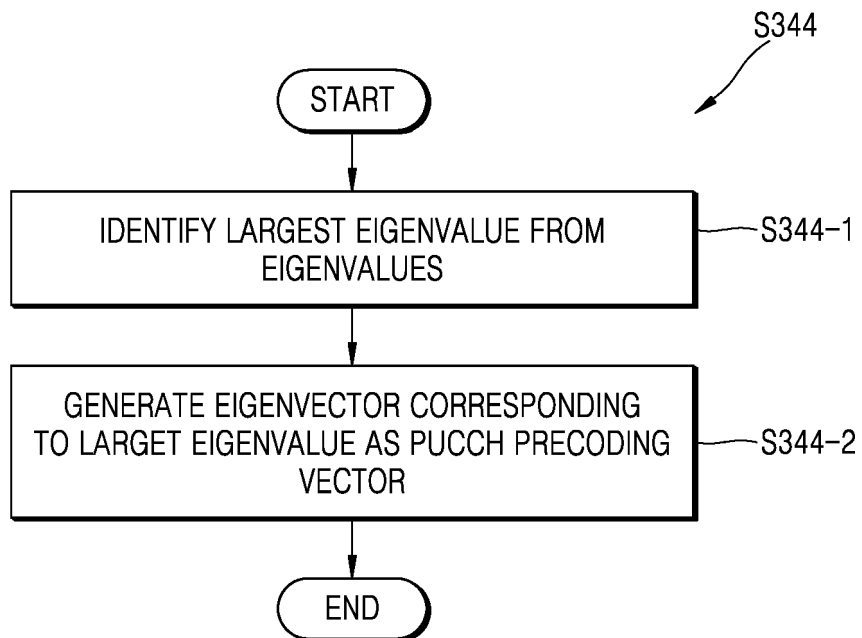 S344
START
IDENTIFY LARGEST EIGENVALUE FROM
EIGENVALUES
S344-1
GENERATE EIGENVECTOR CORRESPONDING
TO LARGET EIGENVALUE AS PUCCH PRECODING
VECTOR
S344-2
END